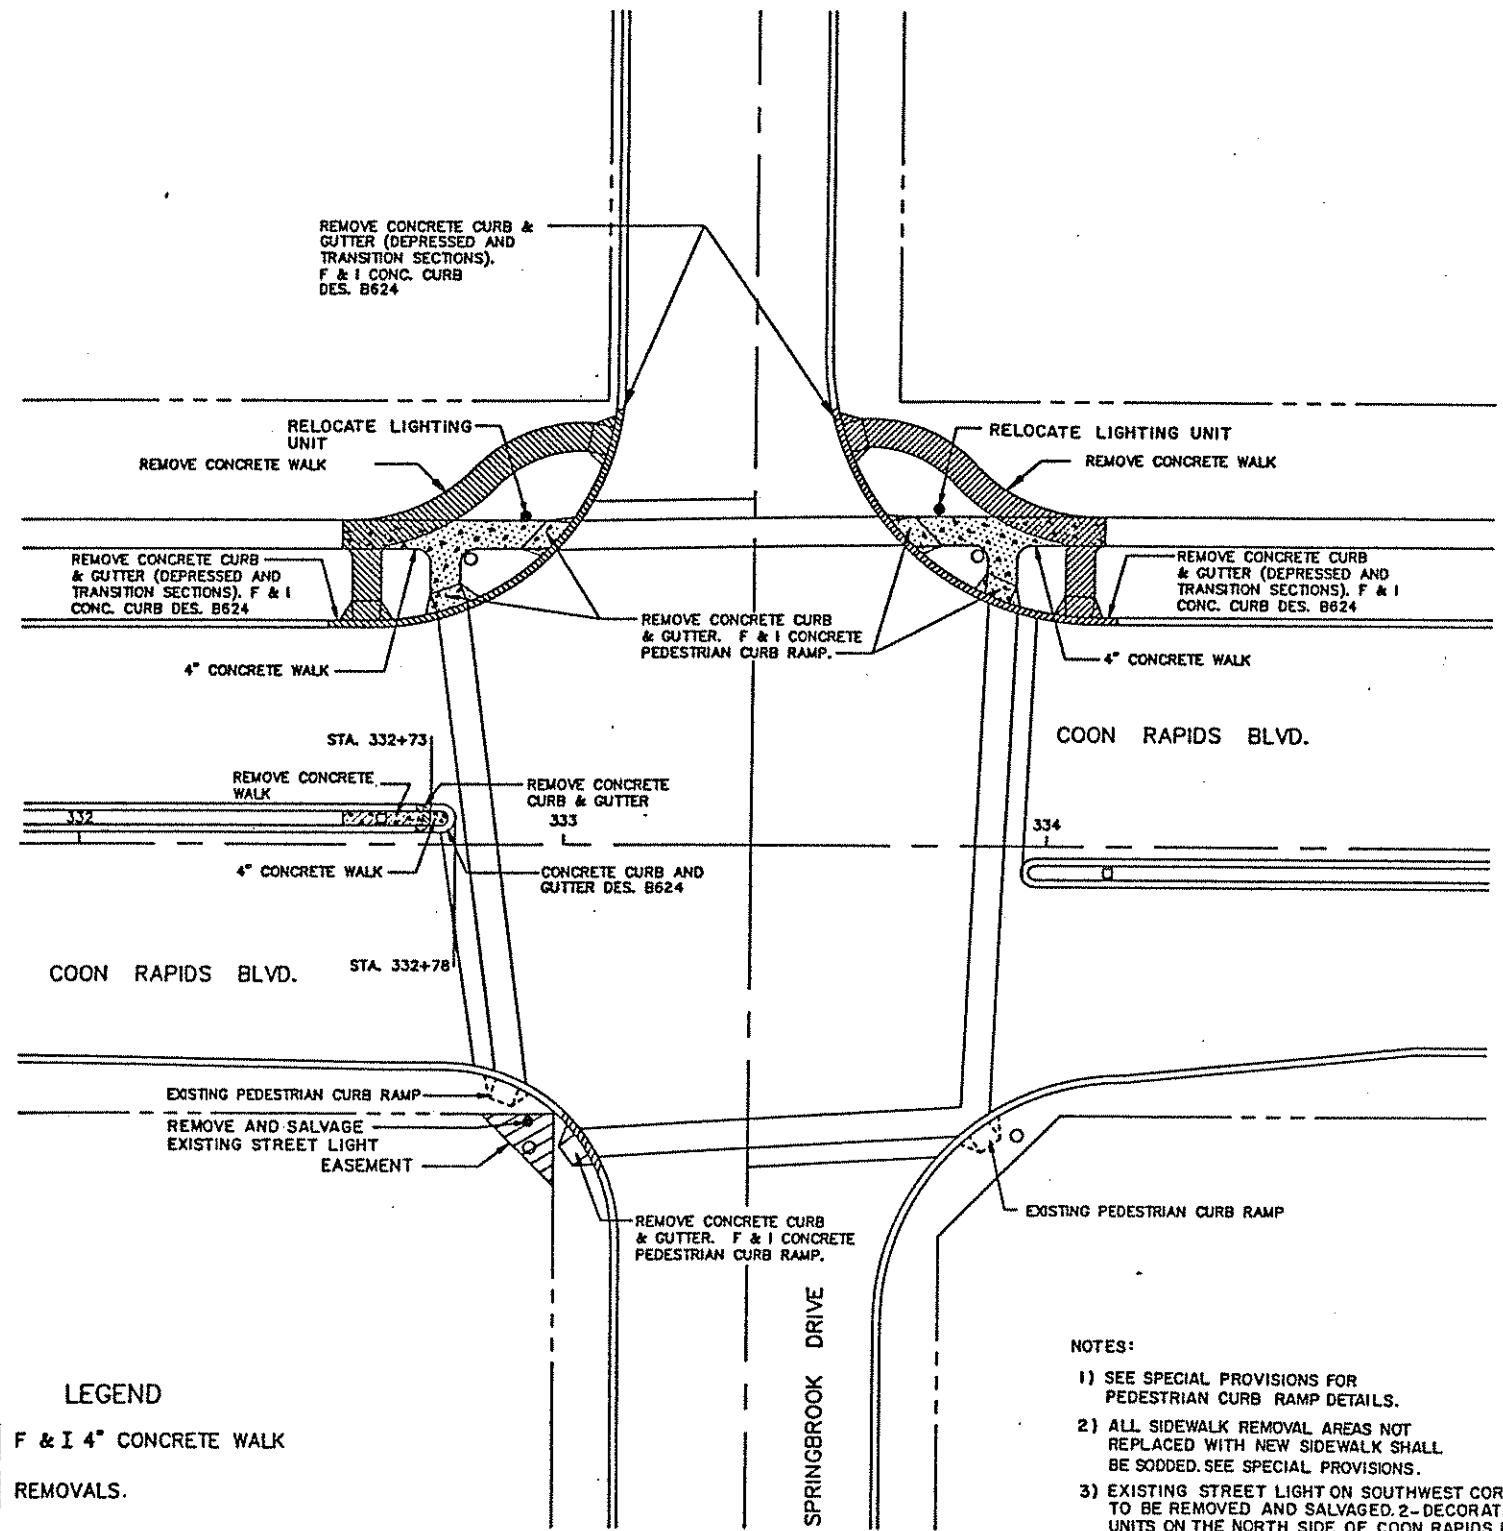 REMOVE CONCRETE CURB &
GUTTER (DEPRESSED AND
TRANSITION SECTIONS).
F & I CONC. CURB
DES. B624
RELOCATE LIGHTING
UNIT
REMOVE CONCRETE WALK
RELOCATE LIGHTING UNIT
REMOVE CONCRETE WALK
REMOVE CONCRETE CURB
& GUTTER (DEPRESSED AND
TRANSITION SECTIONS). F & I
CONC. CURB DES. B624
REMOVE CONCRETE CURB
& GUTTER (DEPRESSED AND
TRANSITION SECTIONS). F & I
CONC. CURB DES. B624
REMOVE CONCRETE CURB
& GUTTER. F & I CONCRETE
PEDESTRIAN CURB RAMP.
4" CONCRETE WALK
4" CONCRETE WALK
STA. 332+73
COON RAPIDS BLVD.
REMOVE CONCRETE
WALK
REMOVE CONCRETE
CURB & GUTTER
332
333
334
4" CONCRETE WALK
CONCRETE CURB AND
GUTTER DES. B624
COON RAPIDS BLVD.
STA. 332+78
EXISTING PEDESTRIAN CURB RAMP
REMOVE AND SALVAGE
EXISTING STREET LIGHT
EASEMENT
EXISTING PEDESTRIAN CURB RAMP
REMOVE CONCRETE CURB
& GUTTER. F & I CONCRETE
PEDESTRIAN CURB RAMP.
SPRINGBROOK DRIVE
LEGEND
F & I 4" CONCRETE WALK
REMOVALS.
NOTES:
1) SEE SPECIAL PROVISIONS FOR
PEDESTRIAN CURB RAMP DETAILS.
2) ALL SIDEWALK REMOVAL AREAS NOT
REPLACED WITH NEW SIDEWALK SHALL
BE SODDED. SEE SPECIAL PROVISIONS.
3) EXISTING STREET LIGHT ON SOUTHWEST COR
TO BE REMOVED AND SALVAGED. 2-DECORAT
UNITS ON THE NORTH SIDE OF COON RAPIDS